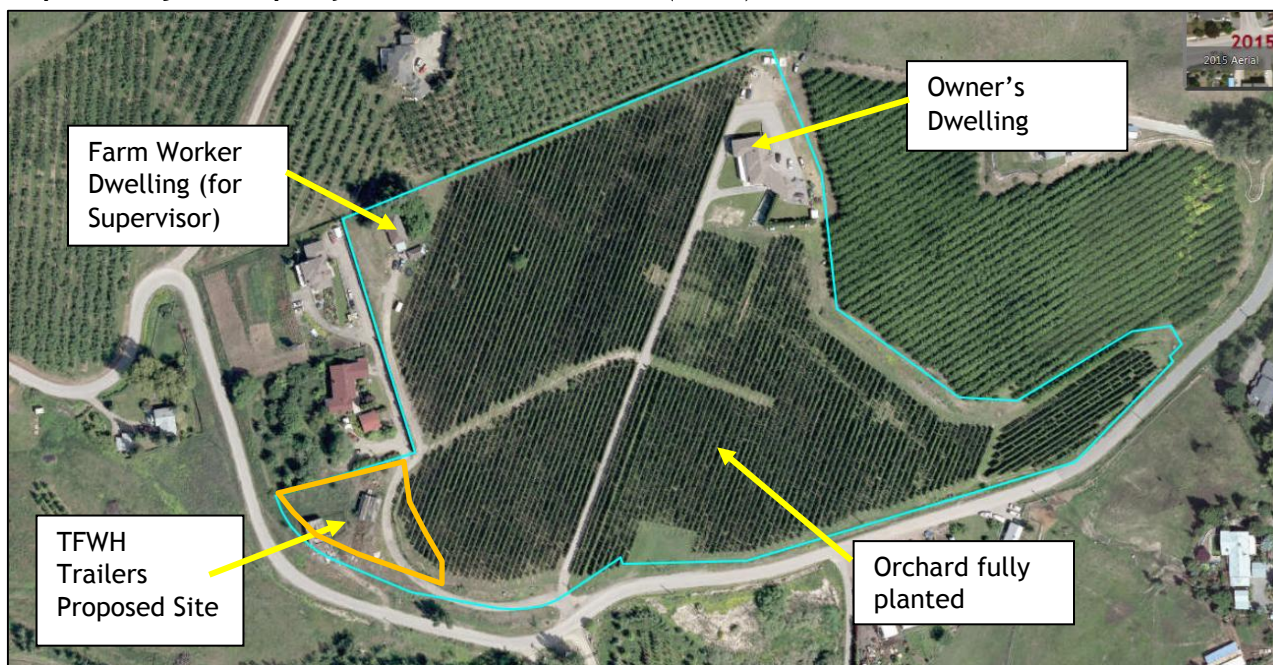 2015
2015 Aerial
Owner's
Dwelling
Farm Worker
Dwelling (for
Supervisor)
TFWH
Trailers
Proposed Site
Orchard fully
planted